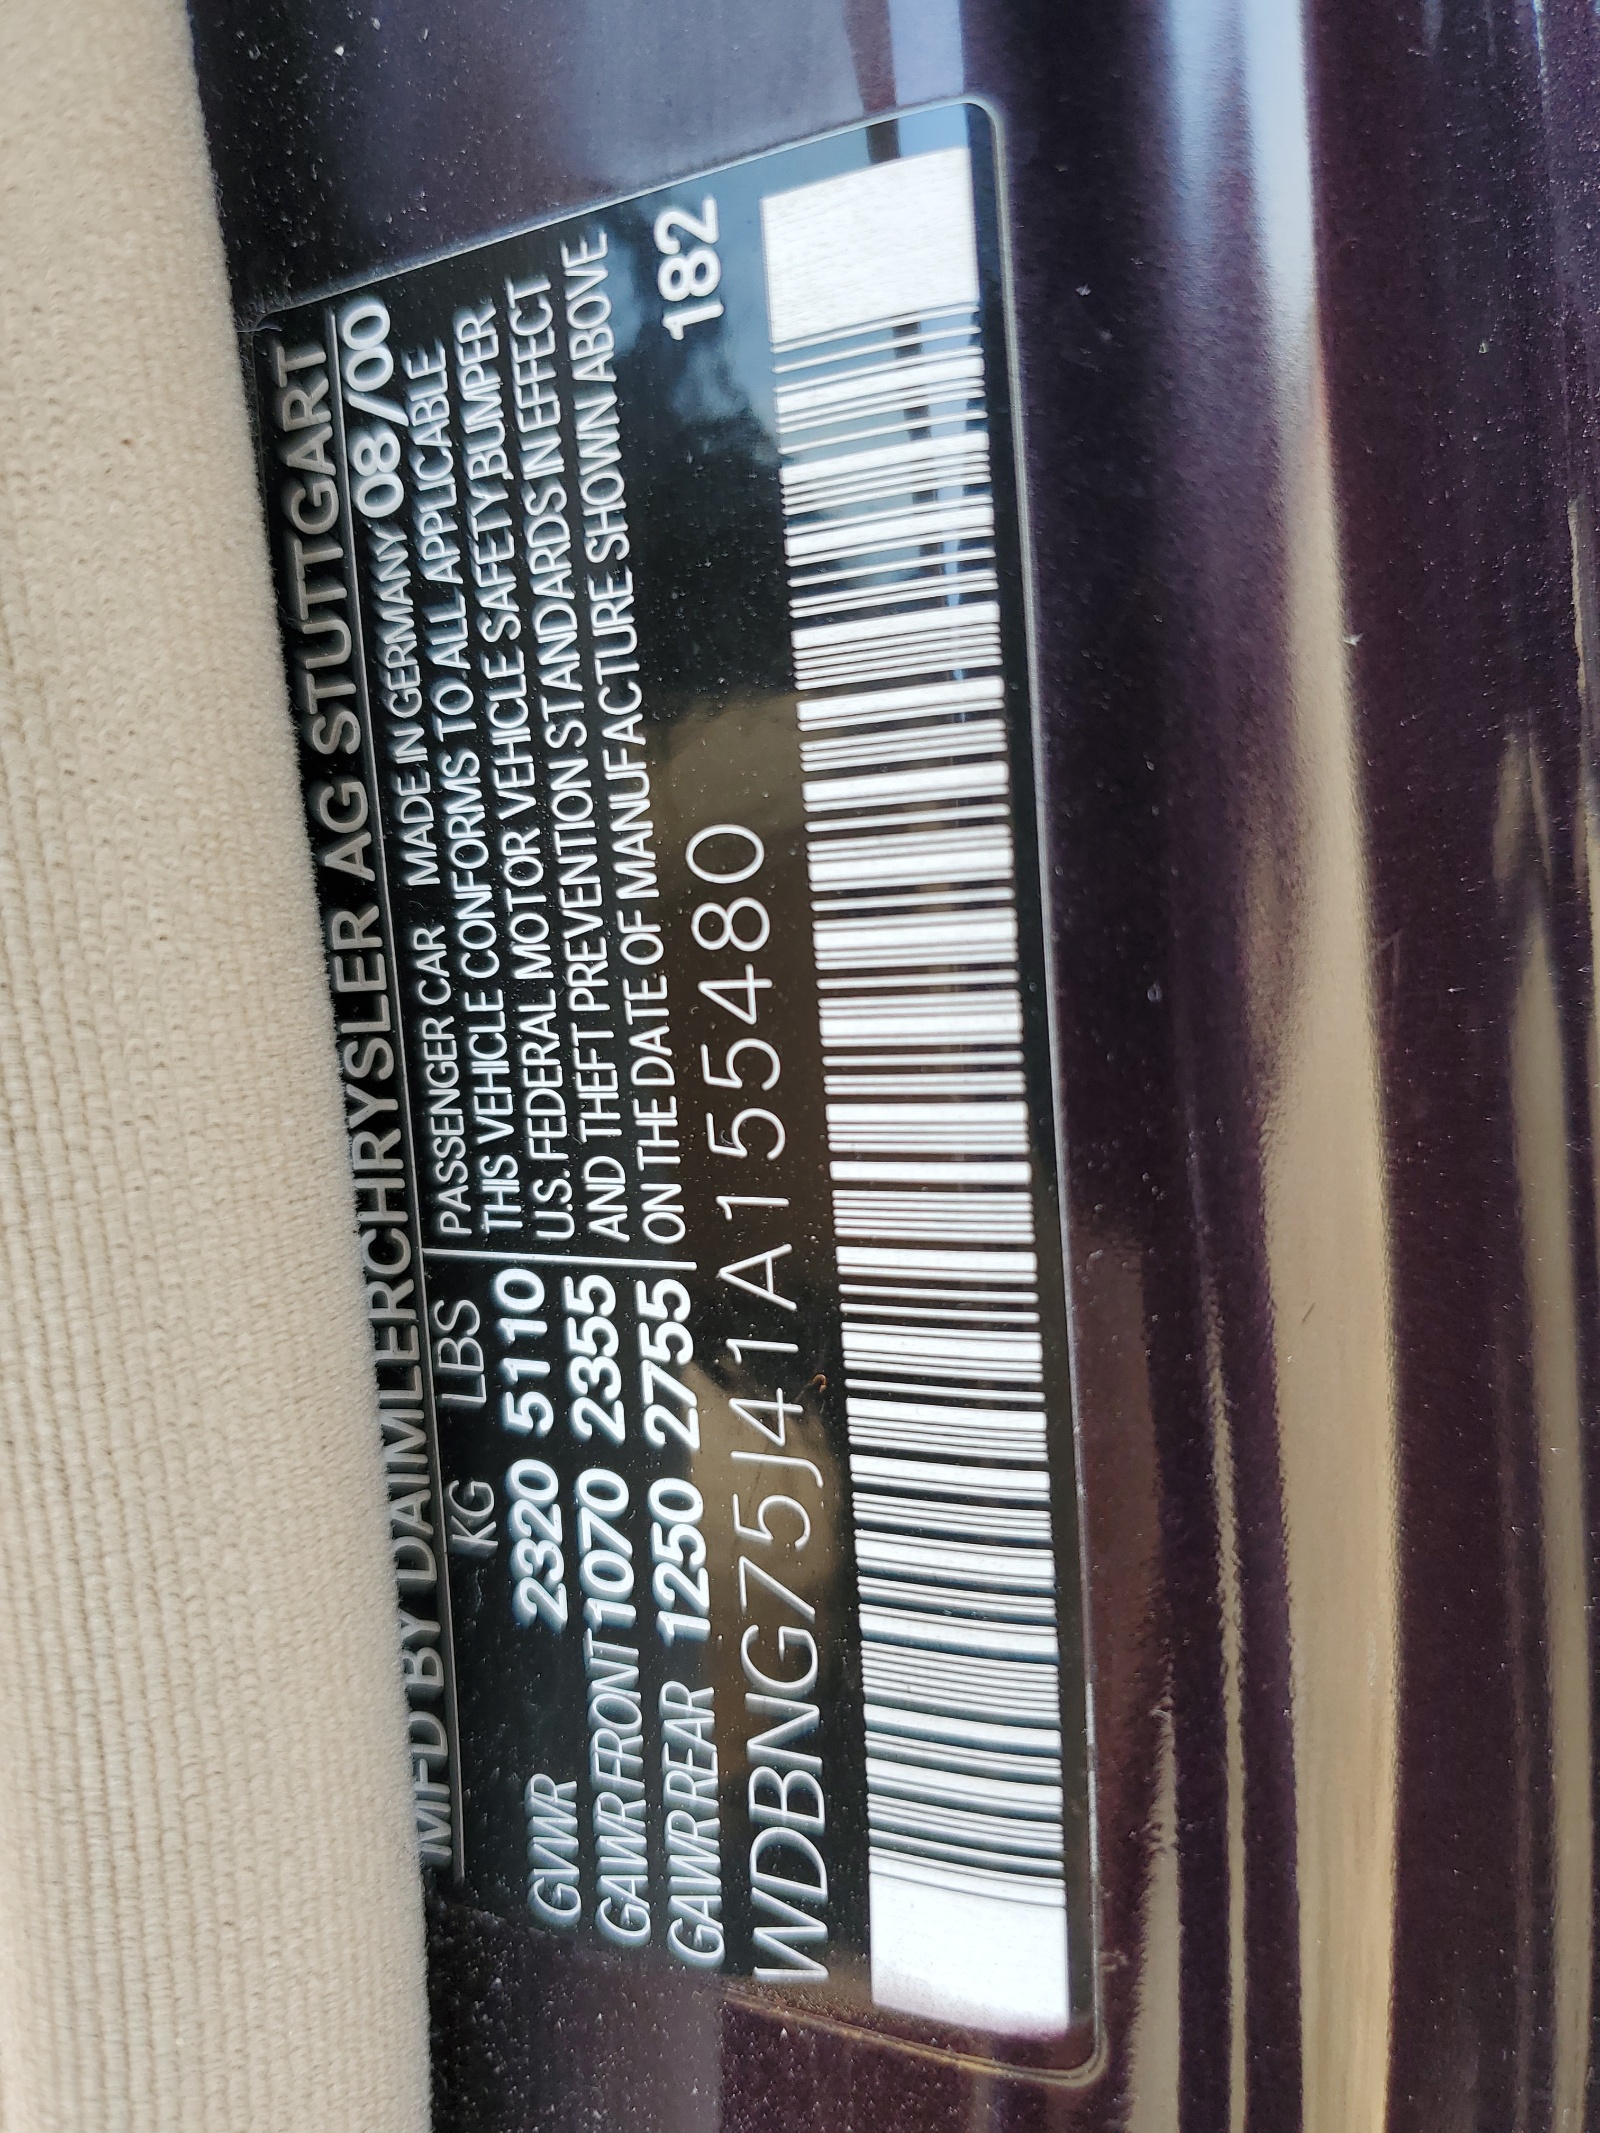 MFD BY DAIMLERCHRYSLER AG STUTTGART
KG LBS
GVWR 2320 5110
GAWR FRONT 1070 2355
GAWR REAR 1250 2755
PASSENGER CAR MADE IN GERMANY 08/00
THIS VEHICLE CONFORMS TO ALL APPLICABLE
U.S. FEDERAL MOTOR VEHICLE SAFETY,BUMPER
AND THEFT PREVENTION STANDARDS IN EFFECT
ON THE DATE OF MANUFACTURE SHOWN ABOVE
WDBNG75J41A155480 182